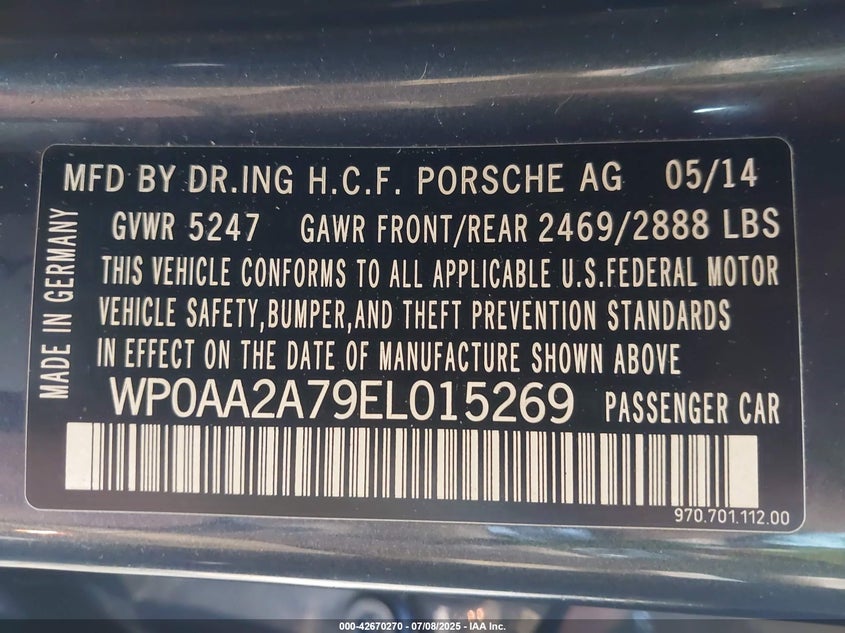 MFD BY DR.ING H.C.F. PORSCHE AG 05/14
GVWR 5247 GAWR FRONT/REAR 2469/2888 LBS
THIS VEHICLE CONFORMS TO ALL APPLICABLE U.S.FEDERAL MOTOR
VEHICLE SAFETY,BUMPER,AND THEFT PREVENTION STANDARDS
IN EFFECT ON THE DATE OF MANUFACTURE SHOWN ABOVE
WP0AA2A79EL015269 PASSENGER CAR
970.701.112.00
MADE IN GERMANY
000-42670270 - 07/08/2025 - IAA Inc.